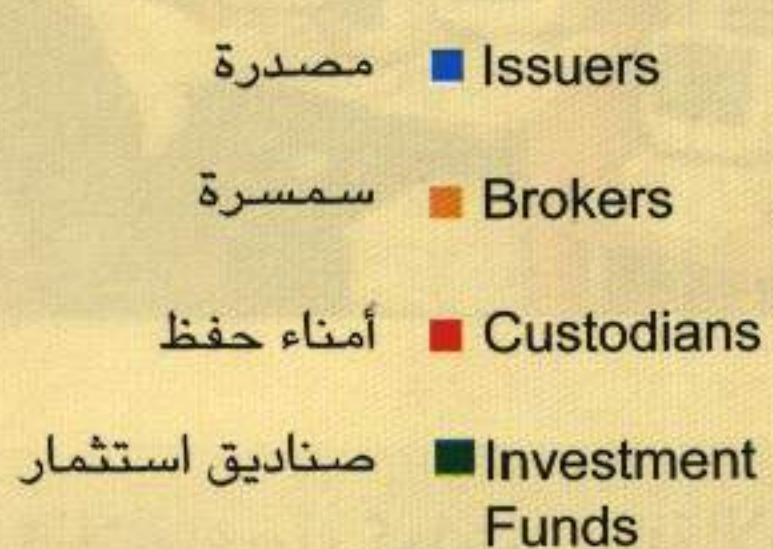 مصدرة Issuers
سمسرة Brokers
أمناء حفظ Custodians
صناديق استثمار Investment
Funds